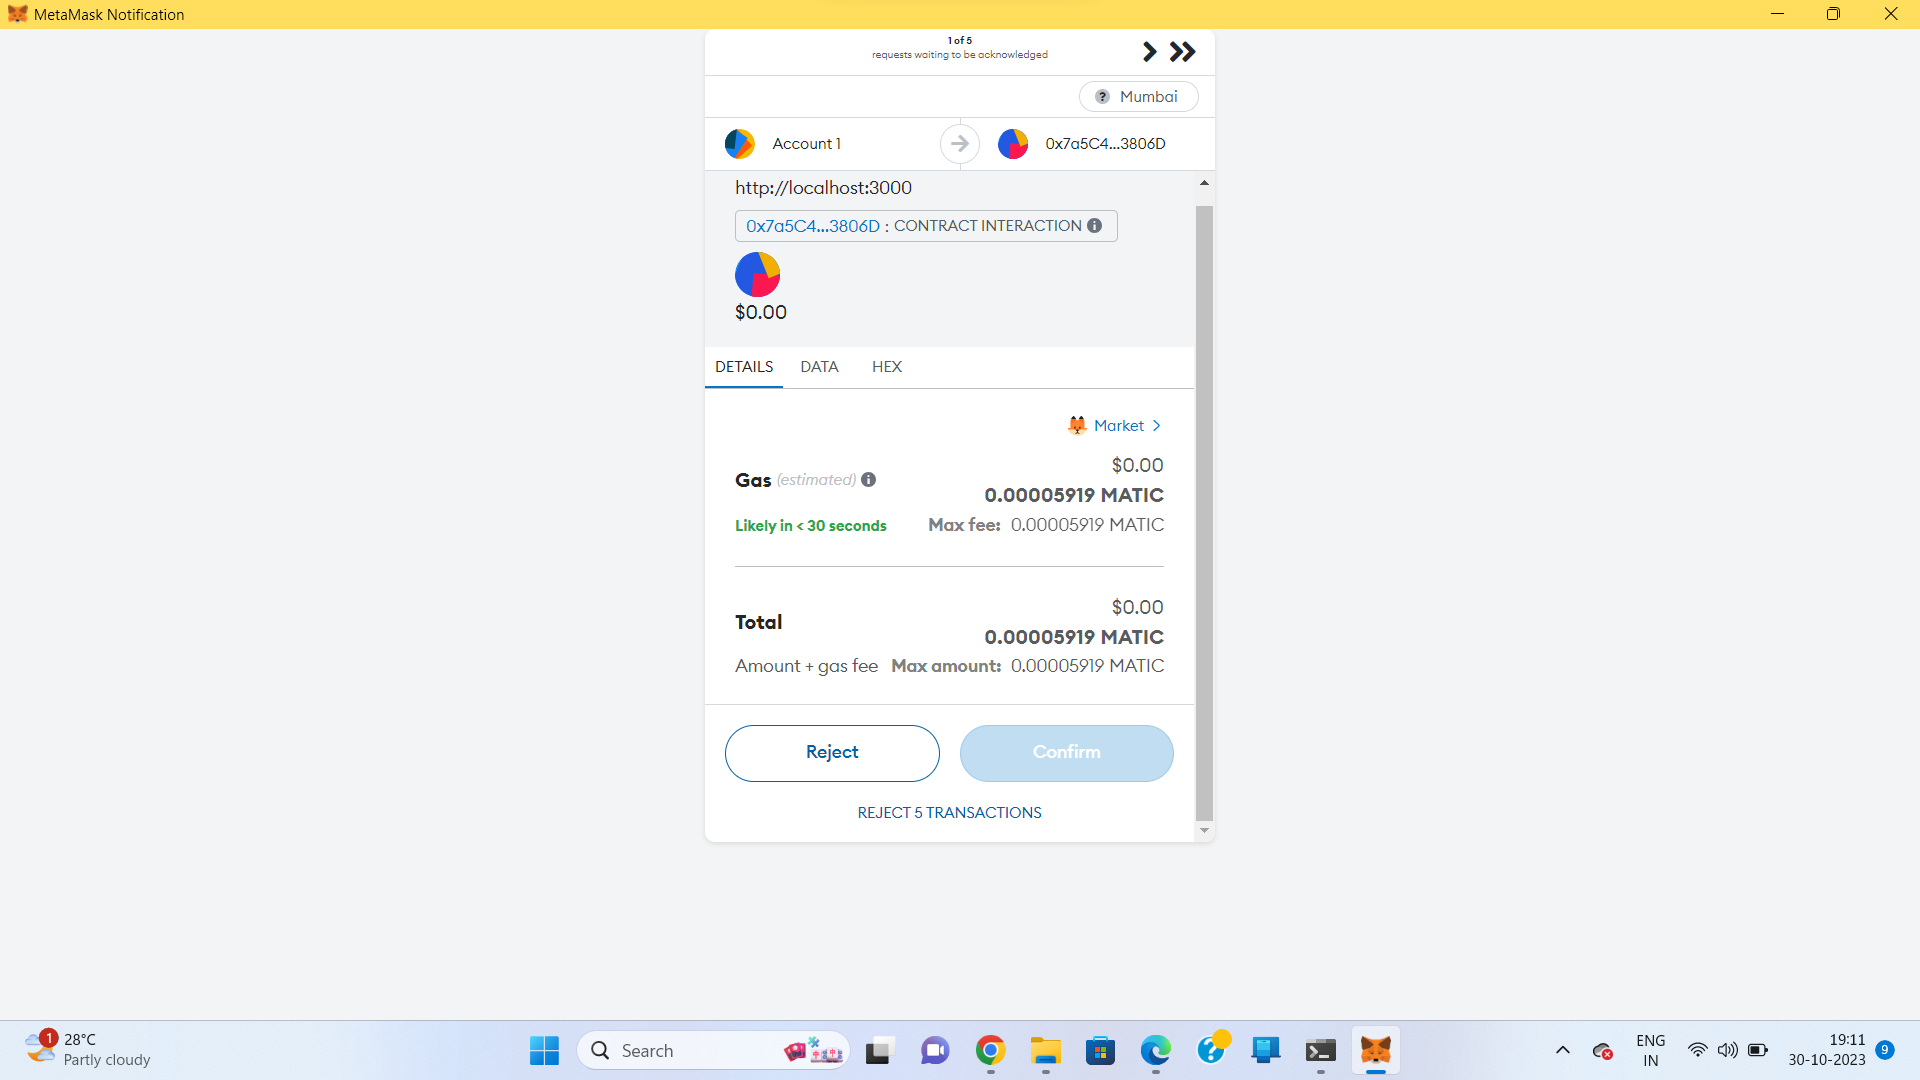 MetaMask Notification
1 of 5
requests waiting to be acknowledged
? Mumbai
Account 1
0x7a5C4...3806D
http://localhost:3000
0x7a5C4...3806D : CONTRACT INTERACTION
$0.00
DETAILS DATA HEX
Market >
$0.00
Gas (estimated)
0.00005919 MATIC
Likely in < 30 seconds Max fee: 0.00005919 MATIC
$0.00
Total
0.00005919 MATIC
Amount + gas fee Max amount: 0.00005919 MATIC
Reject Confirm
REJECT 5 TRANSACTIONS
1
28°C
Partly cloudy
Search
ENG
IN
19:11
30-10-2023
9